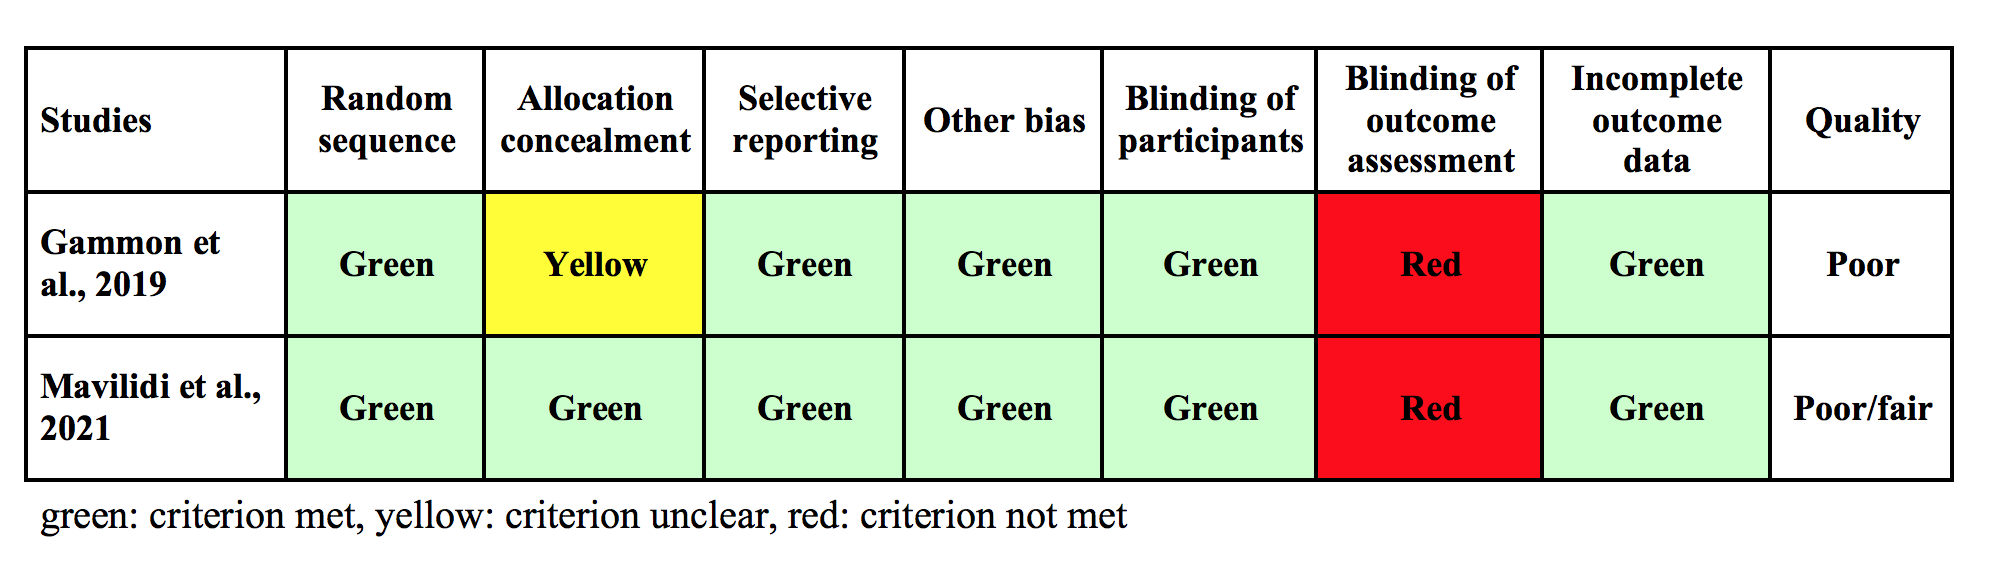 Studies
Random
sequence
Allocation
concealment
Selective
reporting
Other bias
Blinding of
participants
Blinding of
outcome
assessment
Incomplete
outcome
data
Quality
Gammon et
al., 2019
Green
Yellow
Green
Green
Green
Red
Green
Poor
Mavilidi et al.,
2021
Green
Green
Green
Green
Green
Red
Green
Poor/fair
green: criterion met, yellow: criterion unclear, red: criterion not met